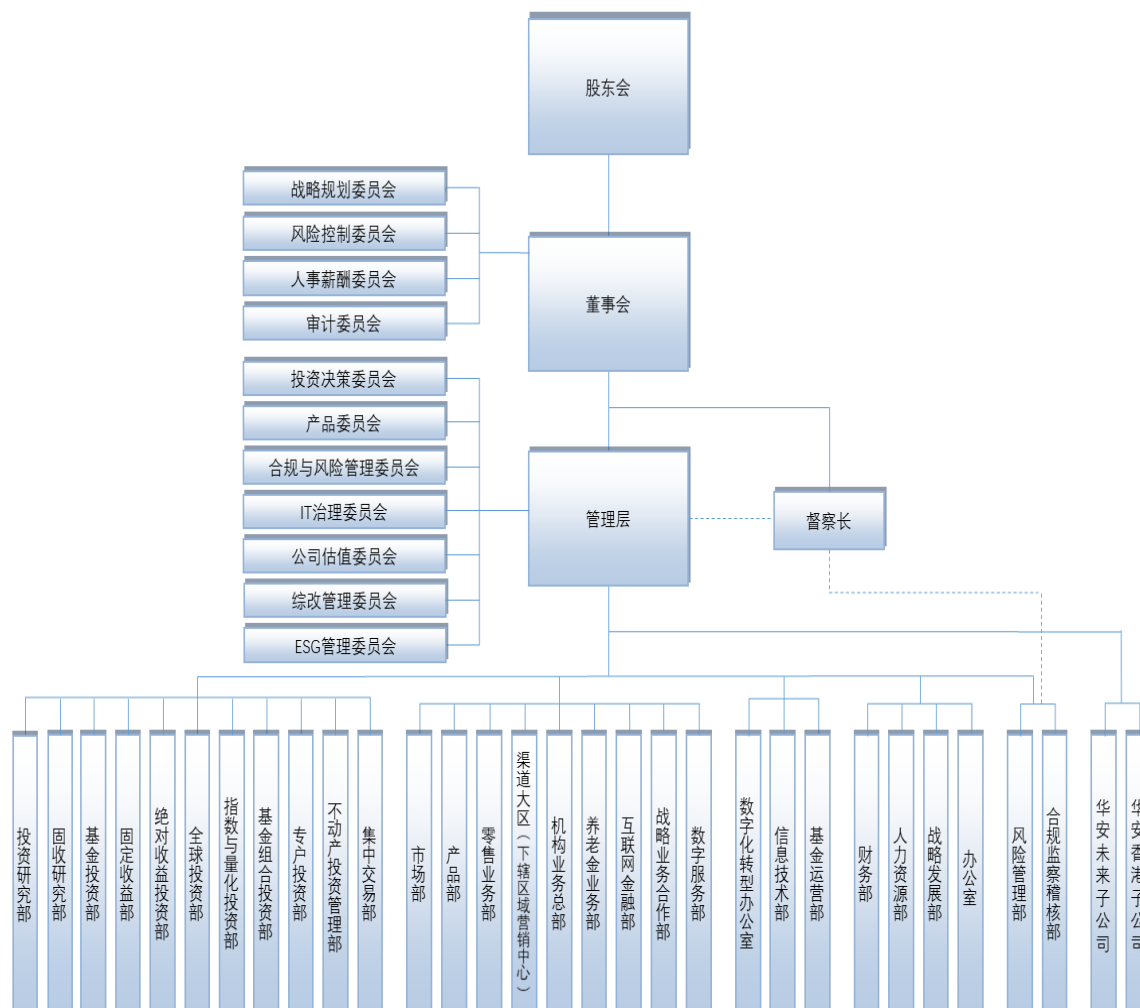 股东会
战略规划委员会
风险控制委员会
人事薪酬委员会
审计委员会
董事会
投资决策委员会
产品委员会
合规与风险管理委员会
IT治理委员会
公司估值委员会
综改管理委员会
ESG管理委员会
管理层
督察长
投资研究部
固收研究部
基金投资部
固定收益部
绝对收益投资部
全球投资部
指数与量化投资部
基金组合投资部
专户投资部
不动产投资管理部
集中交易部
市场部
产品部
零售业务部
渠道大区（下辖区域营销中心）
机构业务总部
养老金业务部
互联网金融部
战略业务合作部
数字服务部
数字化转型办公室
信息技术部
基金运营部
财务部
人力资源部
战略发展部
办公室
风险管理部
合规监察稽核部
华安未来子公司
华安香港子公司